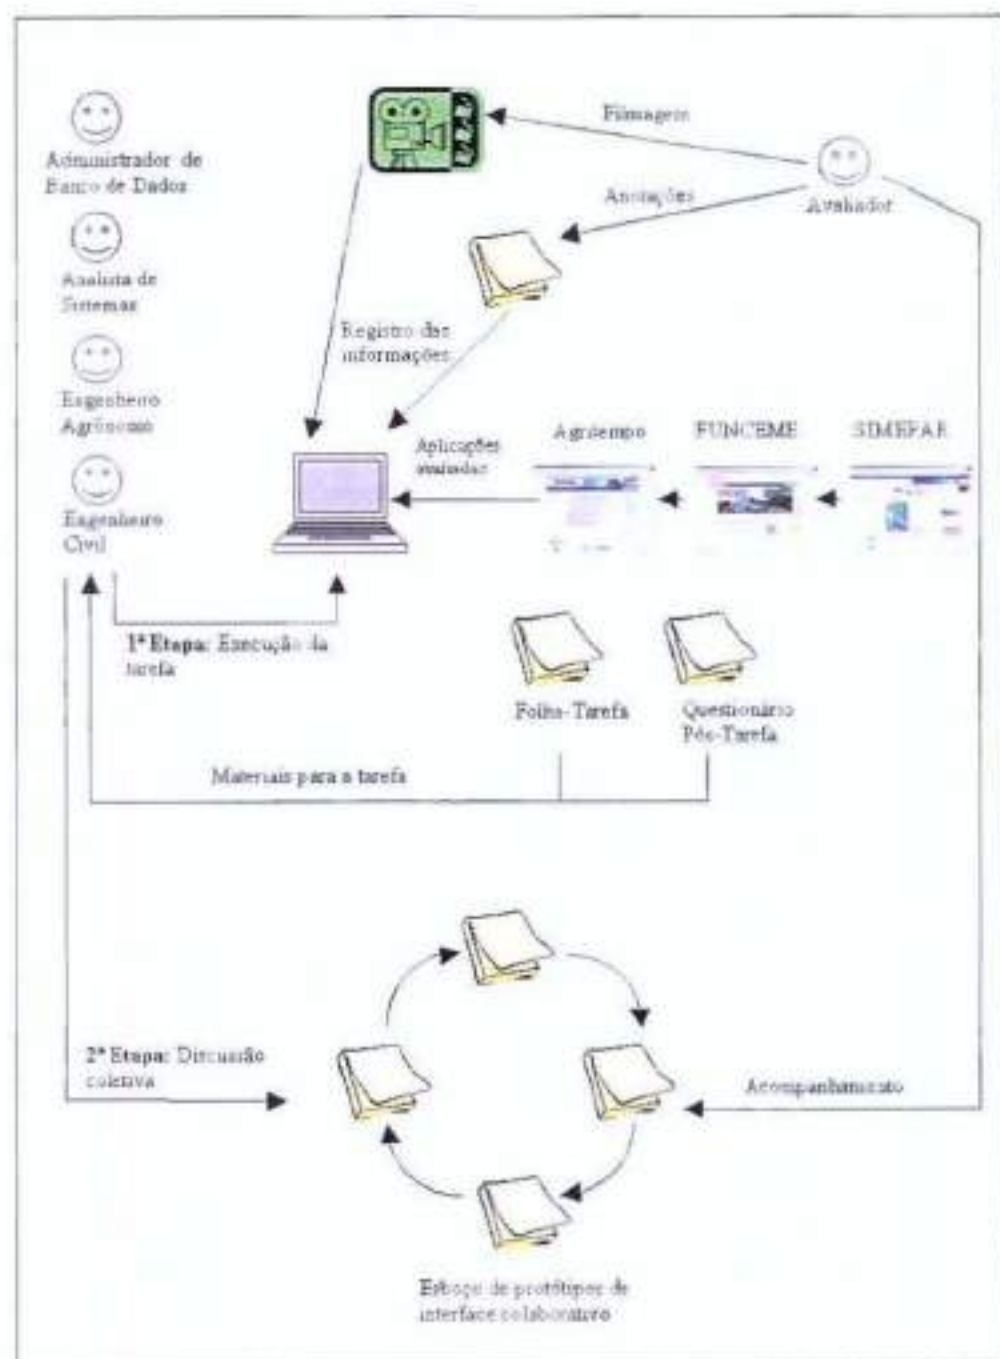 Filmagem
Administrador de
Banco de Dados
Anotações
Avaliador
Analista de
Sistemas
Registro das
informações
Engenheiro
Agrônomo
Aplicações
avaliadas
Agritempo
FUNCEME
SIMEPAR
Engenheiro
Civil
1ª Etapa: Execução da
tarefa
Folha-Tarefa
Questionário
Pós-Tarefa
Materiais para a tarefa
2ª Etapa: Discussão
coletiva
Acompanhamento
Esboço de protótipos de
interface colaborativo